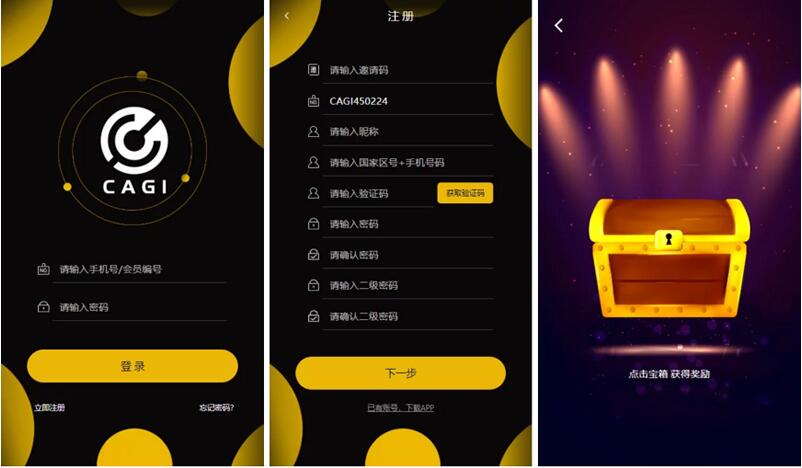 CAGI
请输入手机号/会员编号
请输入密码
登录
立即注册
忘记密码?
注册
请输入邀请码
CAGI450224
请输入昵称
请输入国家区号+手机号码
请输入验证码
获取验证码
请输入密码
请确认密码
请输入二级密码
请确认二级密码
下一步
已有账号、下载APP
点击宝箱 获得奖励